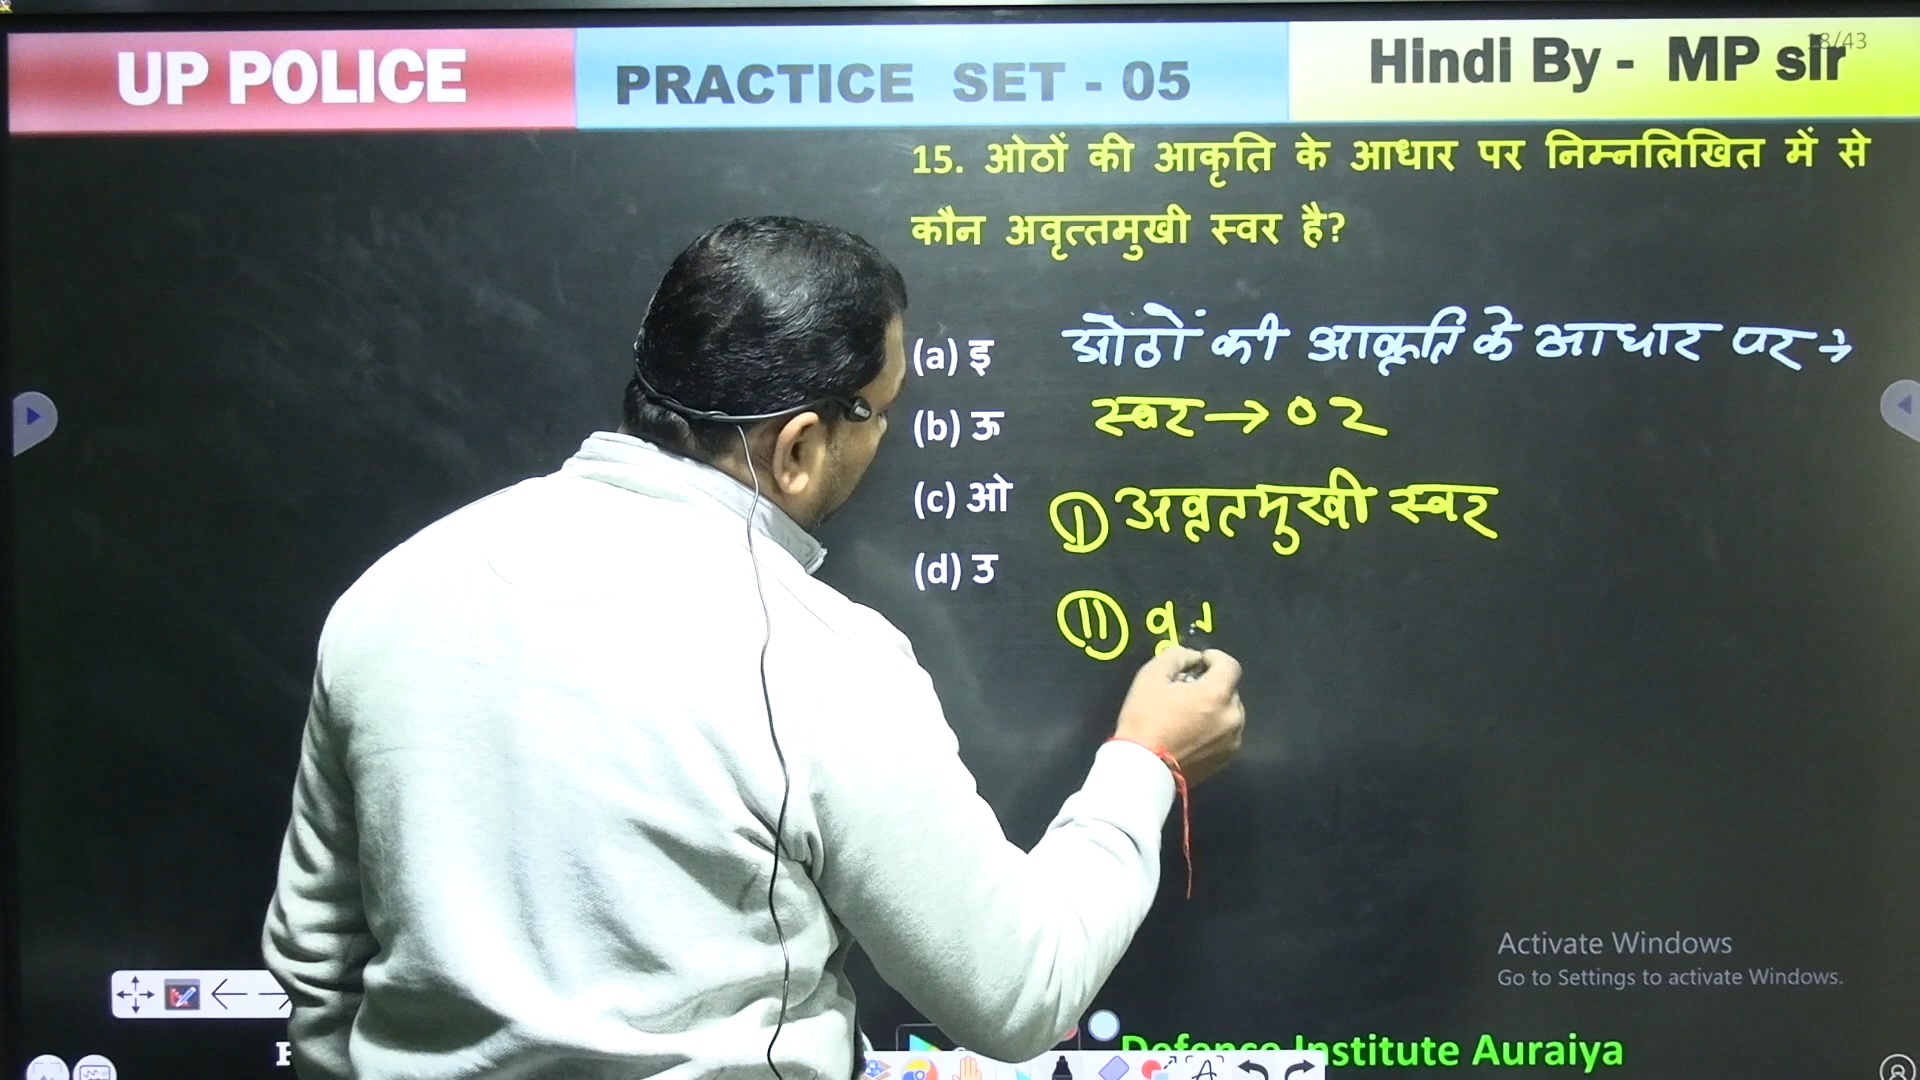 UP POLICE
PRACTICE SET - 05
Hindi By - MP sir
18/43
15. ओठों की आकृति के आधार पर निम्नलिखित में से
कौन अवृत्तमुखी स्वर है?
(a) इ
(b) ऊ
(c) ओ
(d) उ
ओठों की आकृति के आधार पर →
स्वर → 02
(I) अवृतमुखी स्वर
(II) वृ
Activate Windows
Go to Settings to activate Windows.
Defence Institute Auraiya